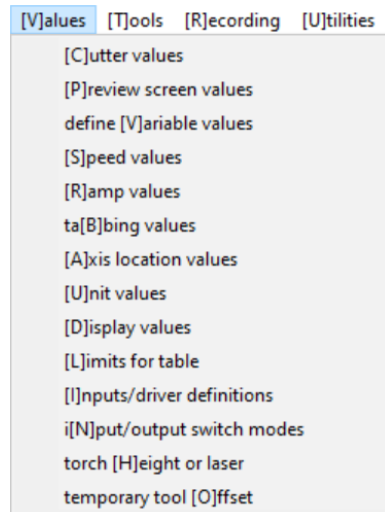 [V]alues [T]ools [R]ecording [U]tilities
[C]utter values
[P]review screen values
define [V]ariable values
[S]peed values
[R]amp values
ta[B]bing values
[A]xis location values
[U]nit values
[D]isplay values
[L]imits for table
[I]nputs/driver definitions
i[N]put/output switch modes
torch [H]eight or laser
temporary tool [O]ffset